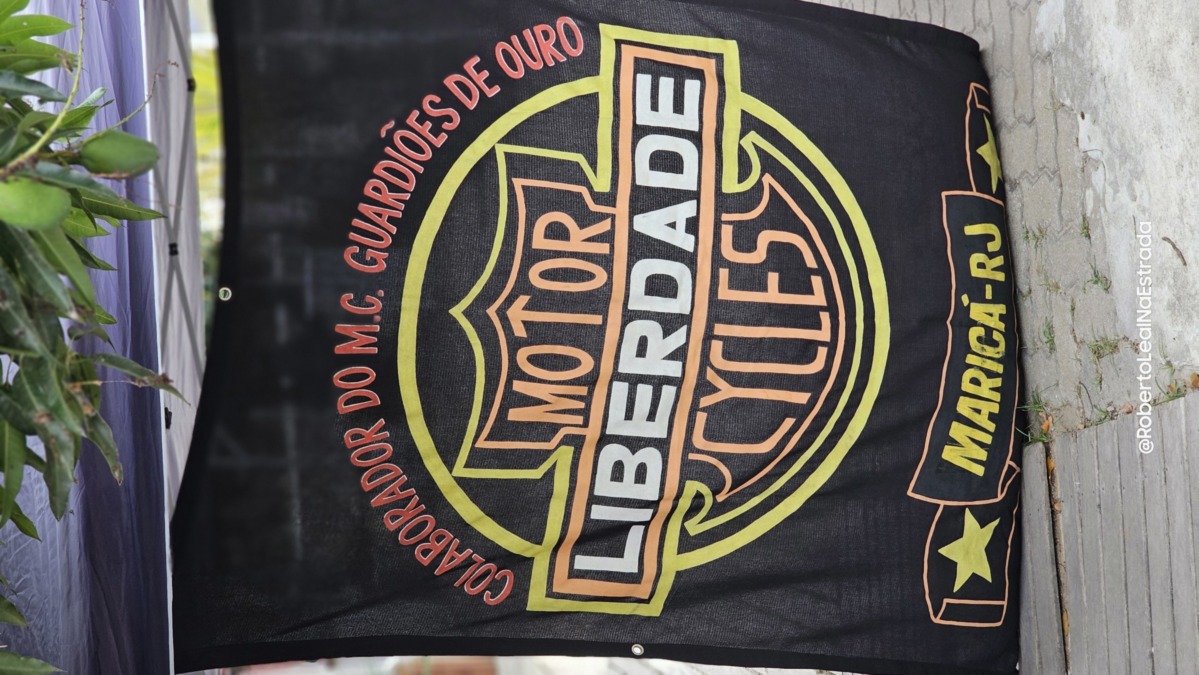 COLABORADOR DO M.C. GUARDIÕES DE OURO
MOTOR
LIBERDADE
CYCLES
MARICÁ-RJ
@RobertoLealNaEstrada